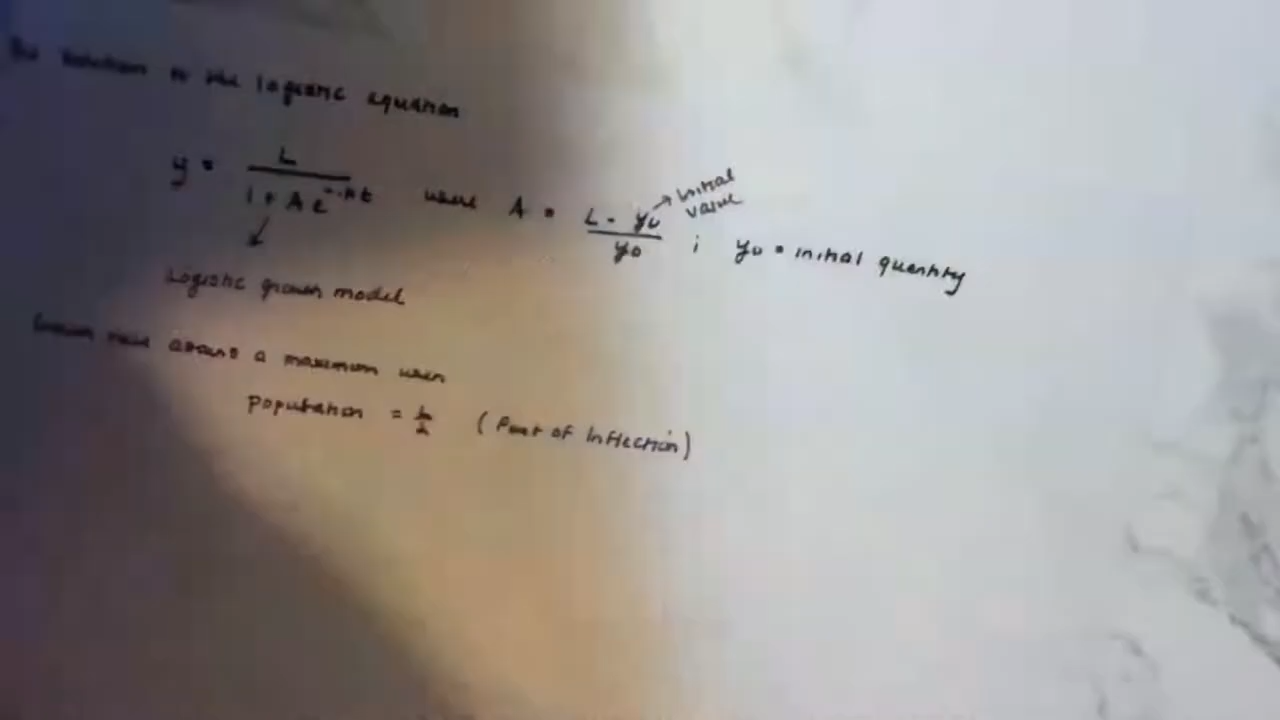 The solution to the logistic equation
y = L / (1 + A e^-kt) where A = (L - y0) / y0 ; y0 = initial quantity
→ initial value
↓
Logistic growth model
Growth rate attains a maximum when
population = L/2 (Point of Inflection)